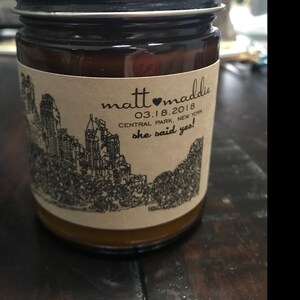 matt♥maddie
03.18.2018
CENTRAL PARK, NEW YORK
she said yes!